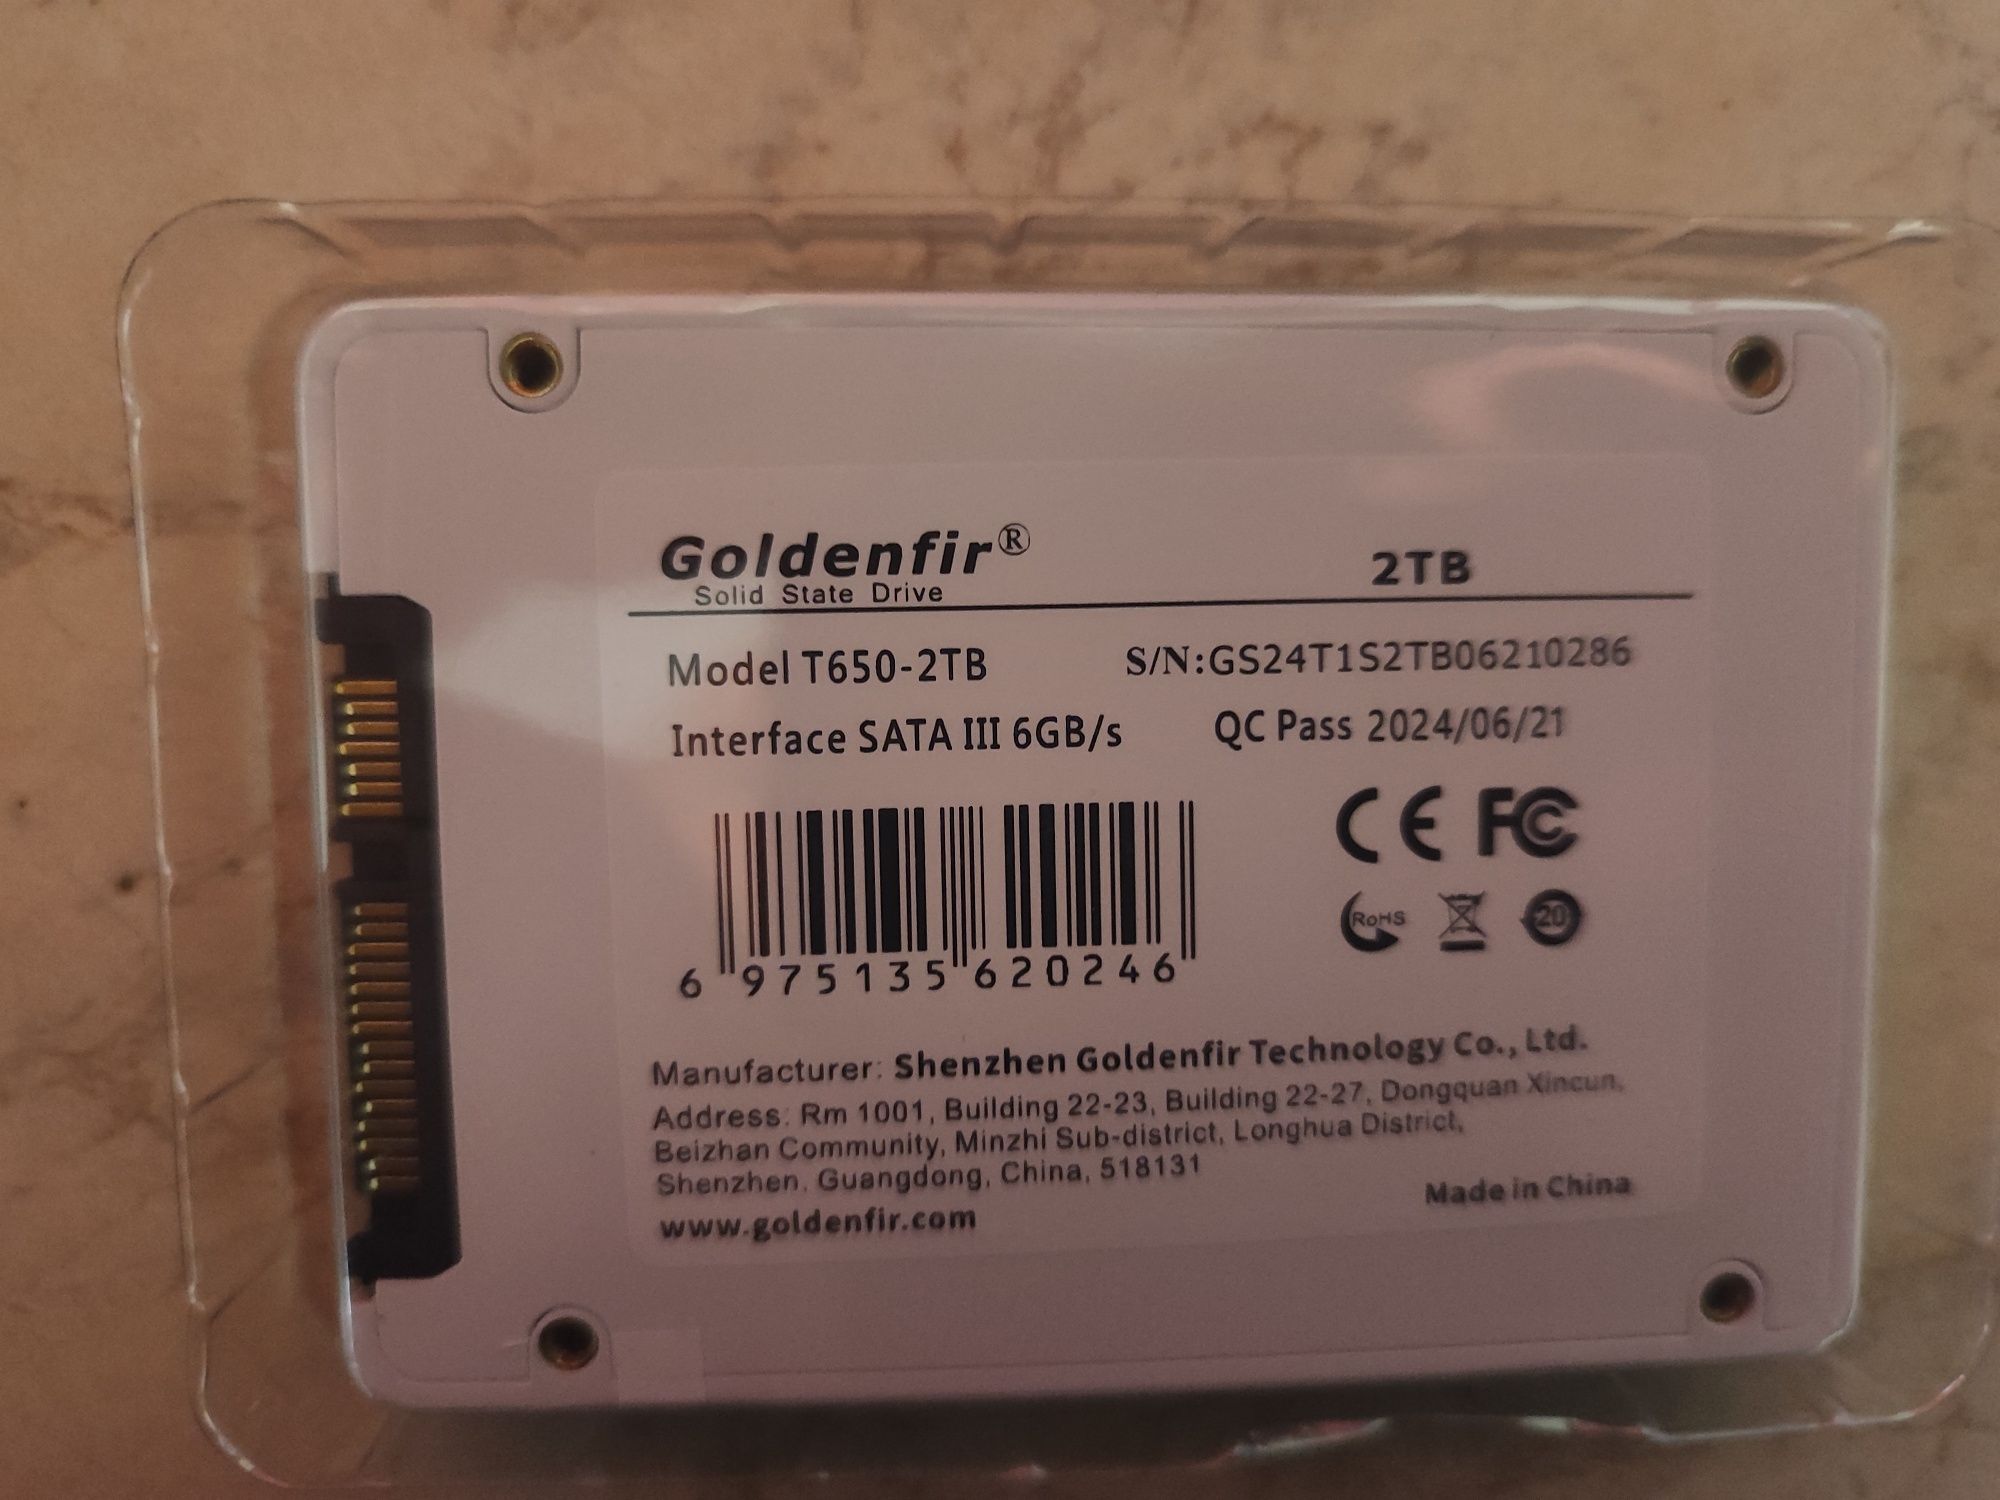 Goldenfir®
Solid State Drive
2TB
Model T650-2TB
S/N:GS24T1S2TB06210286
Interface SATA III 6GB/s
QC Pass 2024/06/21
CE FC
RoHS
20
6 975135 620246
Manufacturer: Shenzhen Goldenfir Technology Co., Ltd.
Address: Rm 1001, Building 22-23, Building 22-27, Dongquan Xincun,
Beizhan Community, Minzhi Sub-district, Longhua District,
Shenzhen. Guangdong, China, 518131
Made in China
www.goldenfir.com